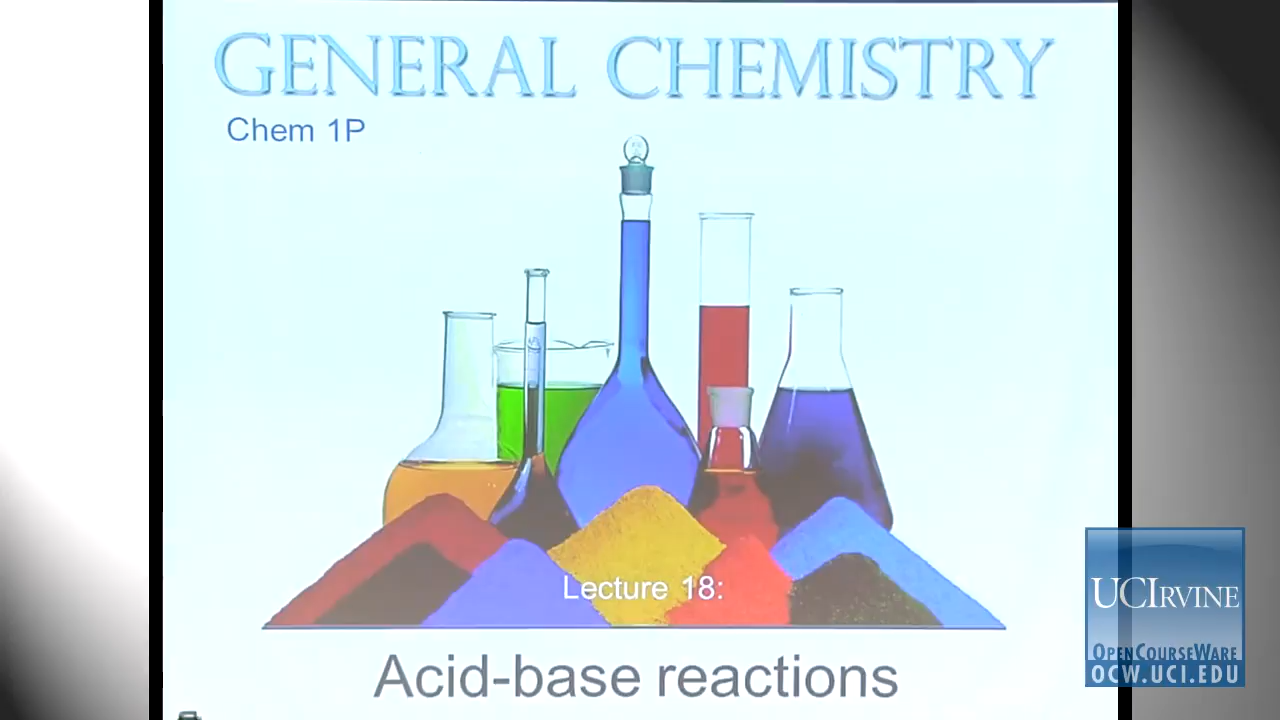 GENERAL CHEMISTRY
Chem 1P
Lecture 18:
Acid-base reactions
UCIRVINE
OPENCOURSEWARE
OCW.UCI.EDU